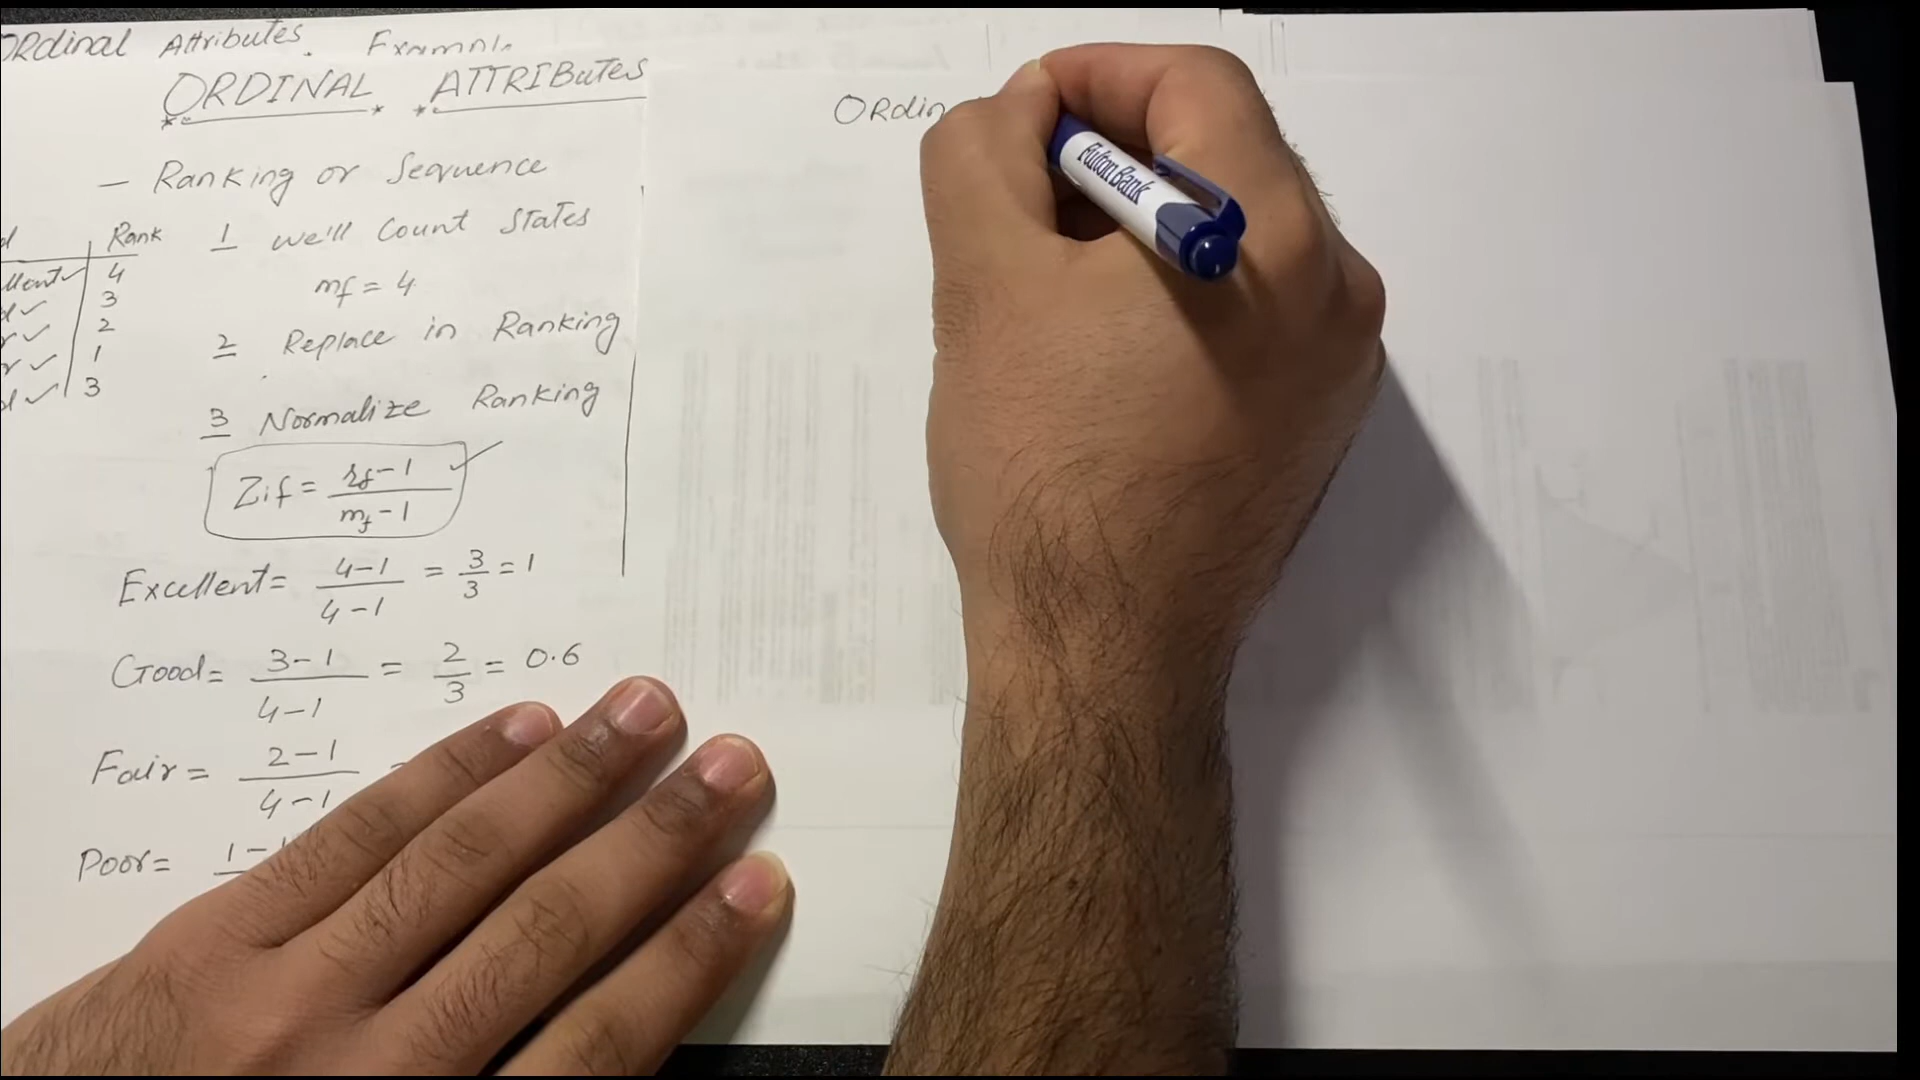 ORdinal Attributes.
ORDINAL ATTRIBUTES
— Ranking or Sequence
Rank
4
3
2
1
3
1 we'll Count States
mf = 4
2 Replace in Ranking
3 Normalize Ranking
Zif = rf-1 / mf-1
Excellent = 4-1 / 4-1 = 3/3 = 1
Good = 3-1 / 4-1 = 2/3 = 0.6
Fair = 2-1 / 4-1 =
Poor = 1-
ORdin
Fulton Bank